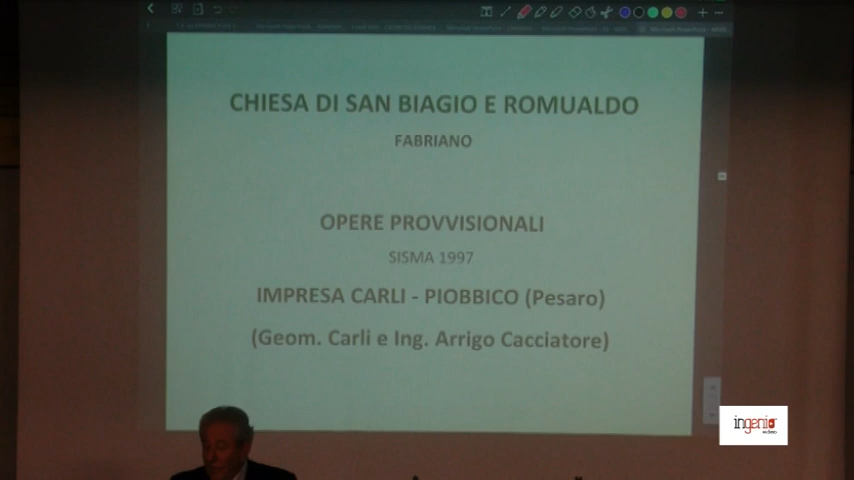 CHIESA DI SAN BIAGIO E ROMUALDO
FABRIANO
OPERE PROVVISIONALI
SISMA 1997
IMPRESA CARLI - PIOBBICO (Pesaro)
(Geom. Carli e Ing. Arrigo Cacciatore)
ingenio